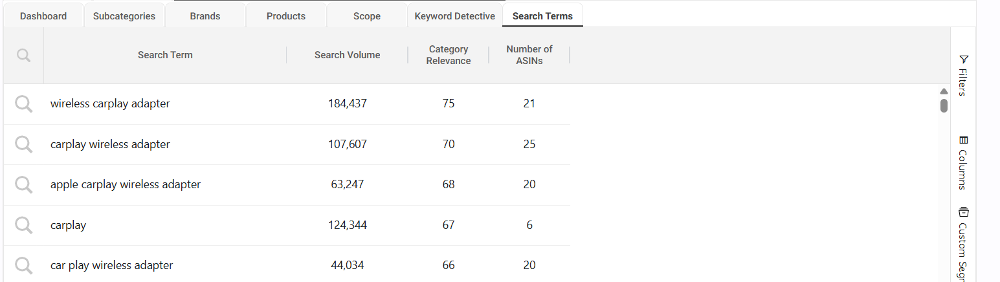 Dashboard Subcategories Brands Products Scope Keyword Detective Search Terms
Search Term Search Volume Category Relevance Number of ASINs
wireless carplay adapter 184,437 75 21
carplay wireless adapter 107,607 70 25
apple carplay wireless adapter 63,247 68 20
carplay 124,344 67 6
car play wireless adapter 44,034 66 20
Filters
Columns
Custom